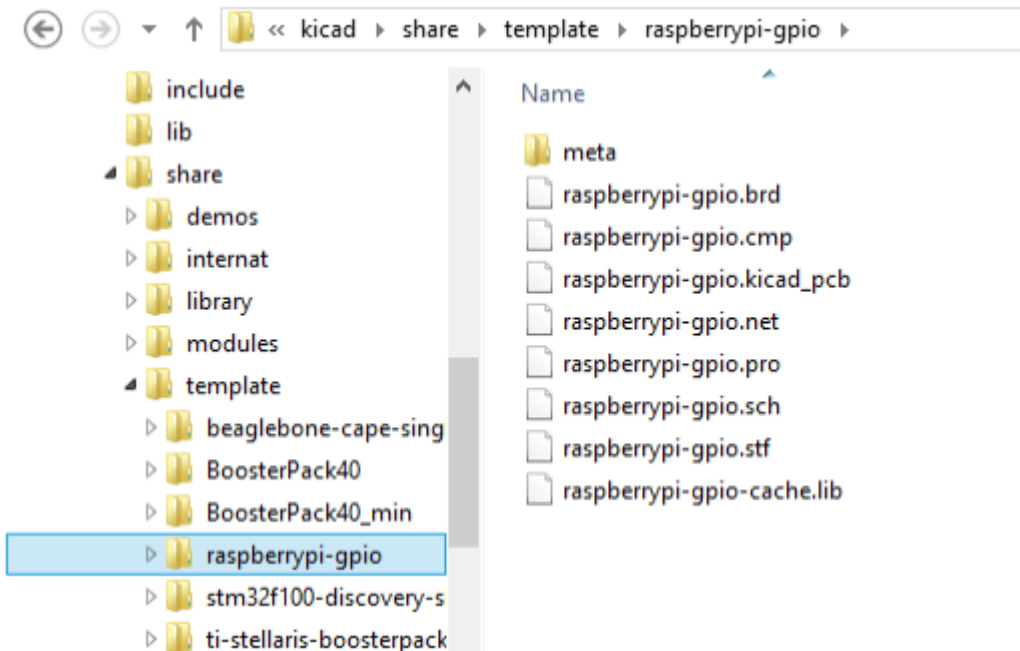 « kicad share template raspberrypi-gpio
include
lib
share
demos
internat
library
modules
template
beaglebone-cape-sing
BoosterPack40
BoosterPack40_min
raspberrypi-gpio
stm32f100-discovery-s
ti-stellaris-boosterpack
Name
meta
raspberrypi-gpio.brd
raspberrypi-gpio.cmp
raspberrypi-gpio.kicad_pcb
raspberrypi-gpio.net
raspberrypi-gpio.pro
raspberrypi-gpio.sch
raspberrypi-gpio.stf
raspberrypi-gpio-cache.lib